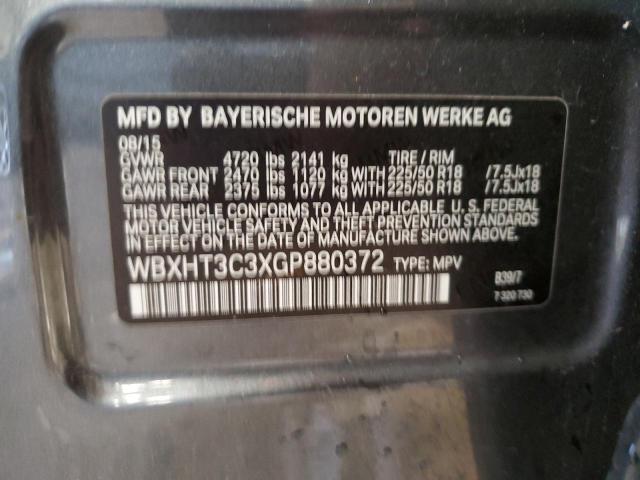 MFD BY BAYERISCHE MOTOREN WERKE AG
08/15
GVWR 4720 lbs 2141 kg TIRE / RIM
GAWR FRONT 2470 lbs 1120 kg WITH 225/50 R18 /7.5Jx18
GAWR REAR 2375 lbs 1077 kg WITH 225/50 R18 /7.5Jx18
THIS VEHICLE CONFORMS TO ALL APPLICABLE U. S. FEDERAL
MOTOR VEHICLE SAFETY AND THEFT PREVENTION STANDARDS
IN EFFECT ON THE DATE OF MANUFACTURE SHOWN ABOVE.
WBXHT3C3XGP880372 TYPE: MPV
B39/7
7 320 730